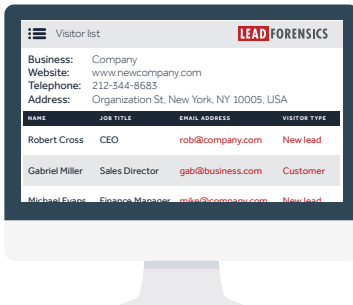 Visitor list LEAD FORENSICS
Business: Company
Website: www.newcompany.com
Telephone: 212-344-8683
Address: Organization St, New York, NY 10005, USA
NAME JOB TITLE EMAIL ADDRESS VISITOR TYPE
Robert Cross CEO rob@company.com New lead
Gabriel Miller Sales Director gab@business.com Customer
Michael Evans Finance Manager mike@company.com New lead